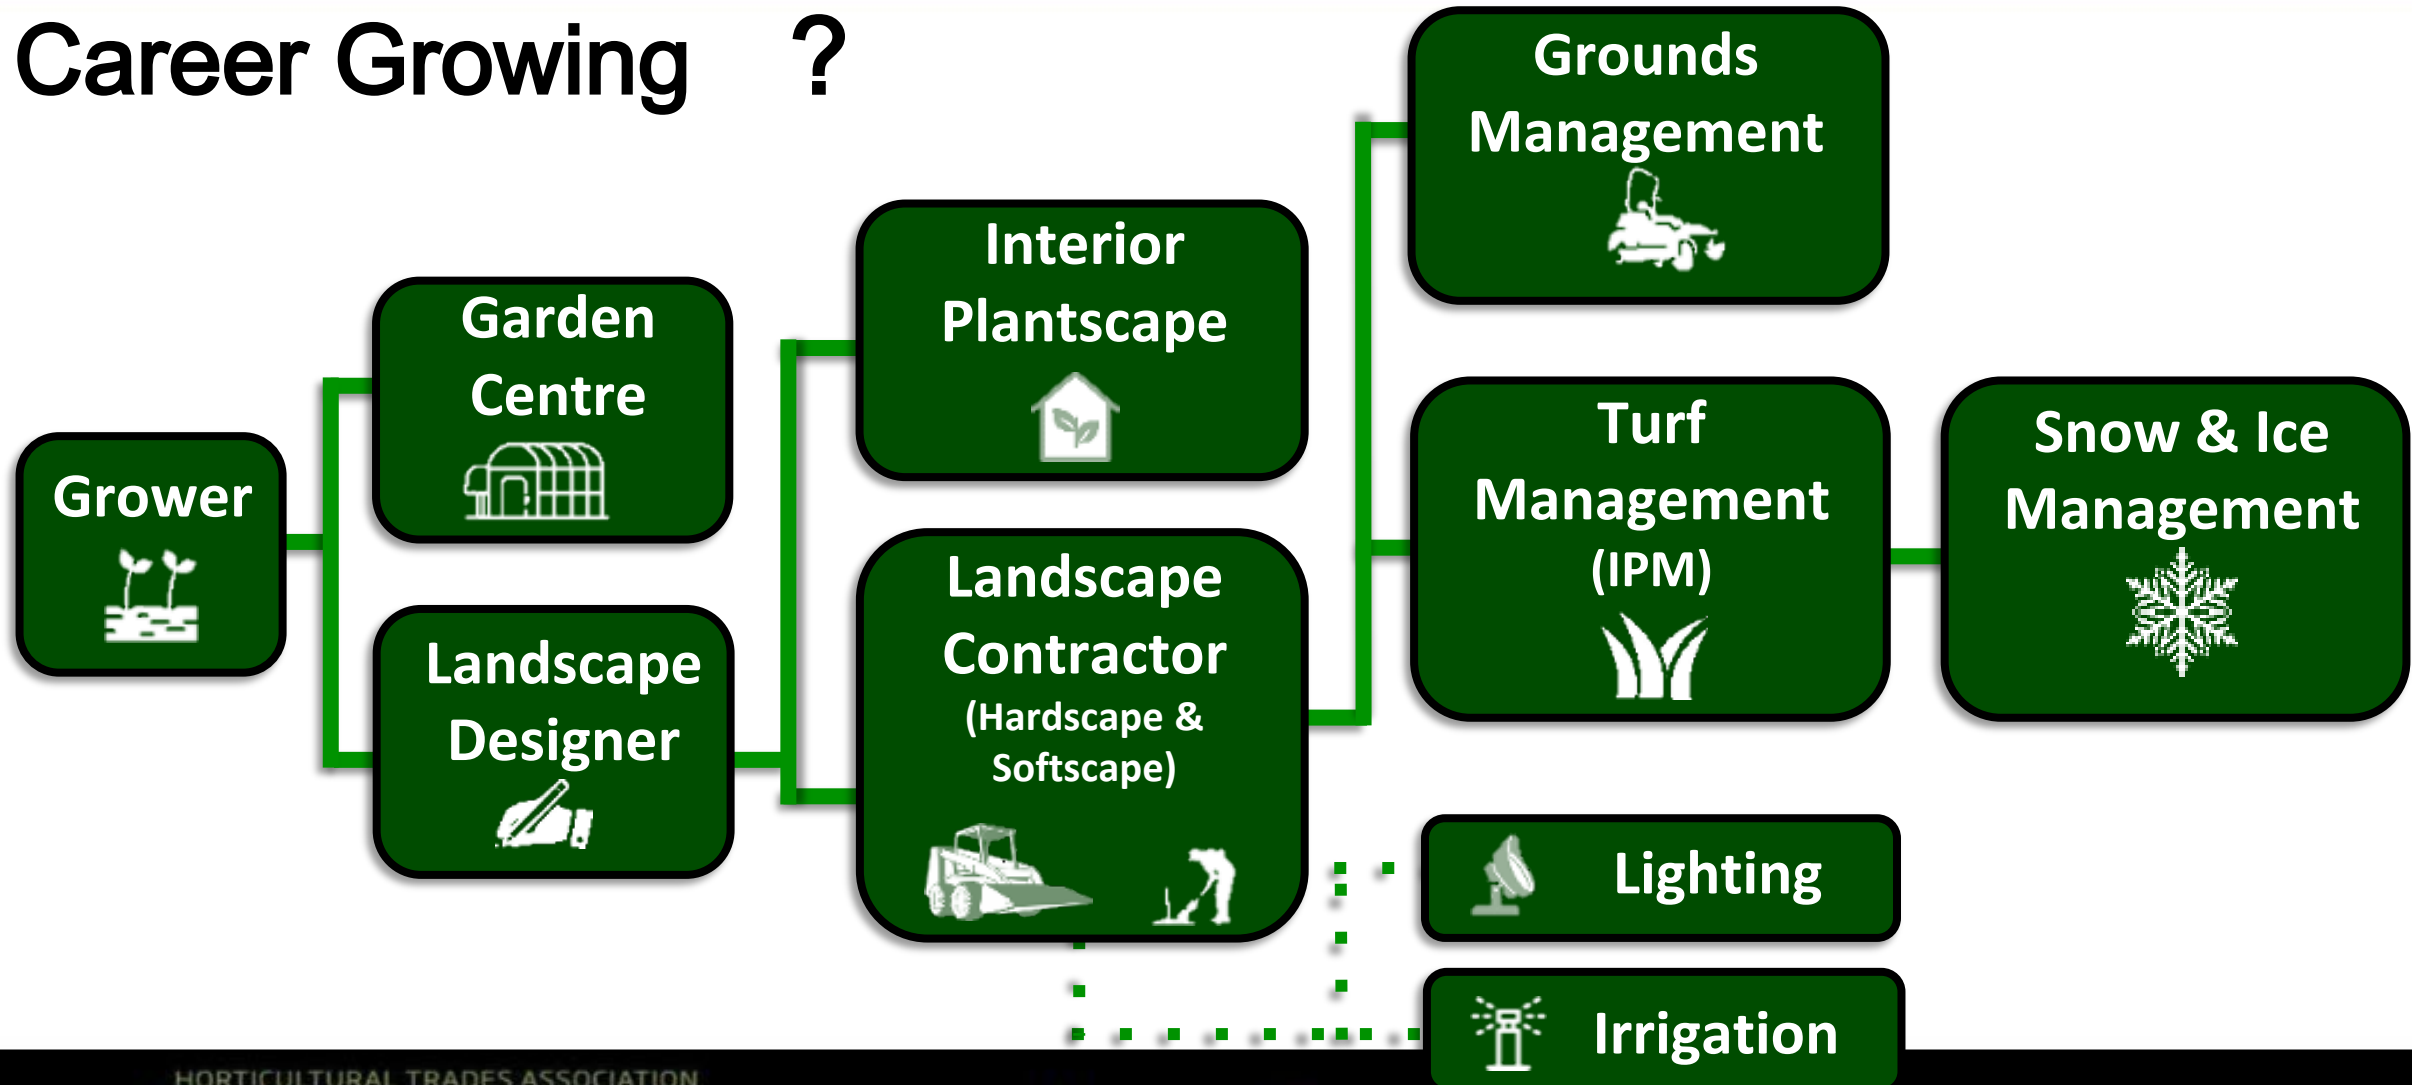 Career Growing ?
Grower
Garden
Centre
Landscape
Designer
Interior
Plantscape
Landscape
Contractor
(Hardscape &
Softscape)
Grounds
Management
Turf
Management
(IPM)
Snow & Ice
Management
Lighting
Irrigation
HORTICULTURAL TRADES ASSOCIATION